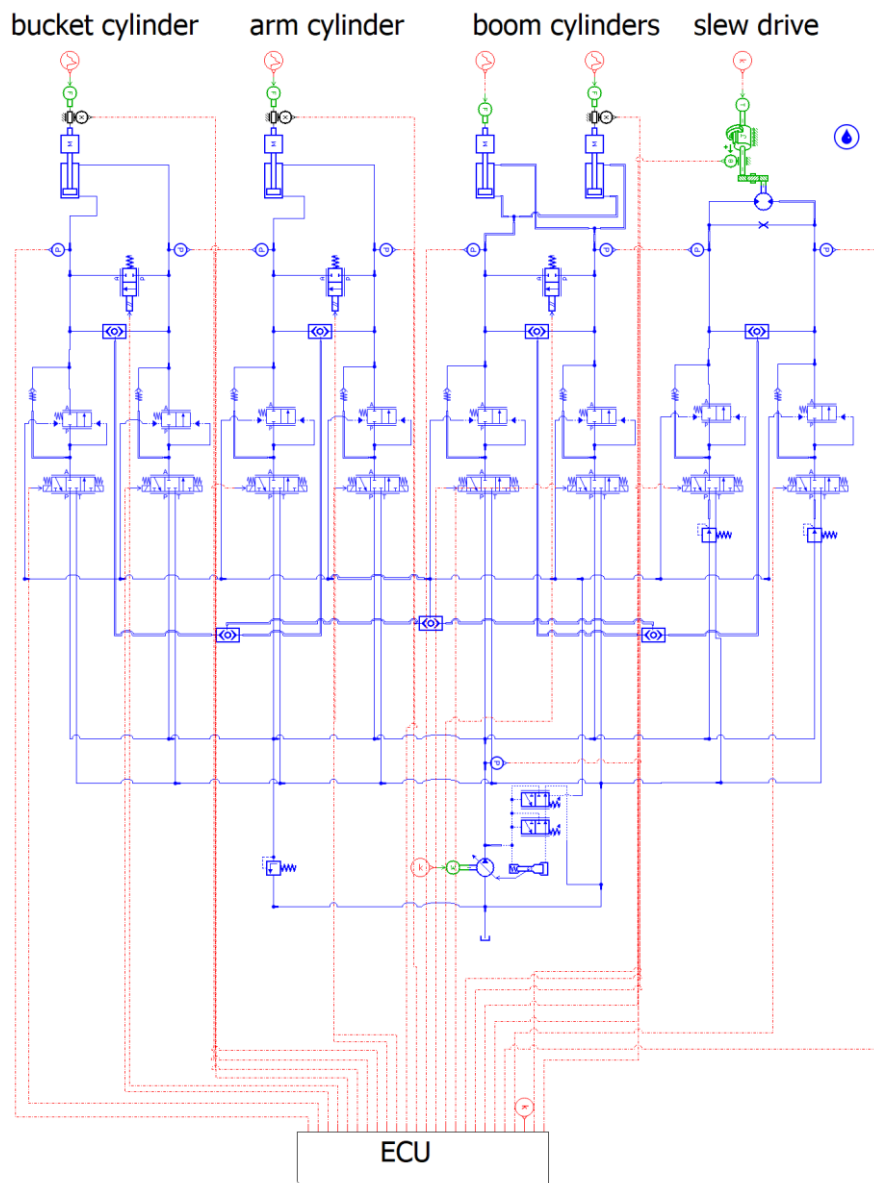 bucket cylinder arm cylinder boom cylinders slew drive
k
F F F F T
x x x
M M M M
θ
P P P P P P P
A P A P A P
A A A A A A A A
P P P P P P P P
A A A A A A A A
P T P T P T P T P T P T P T P T
P
k
k
ECU